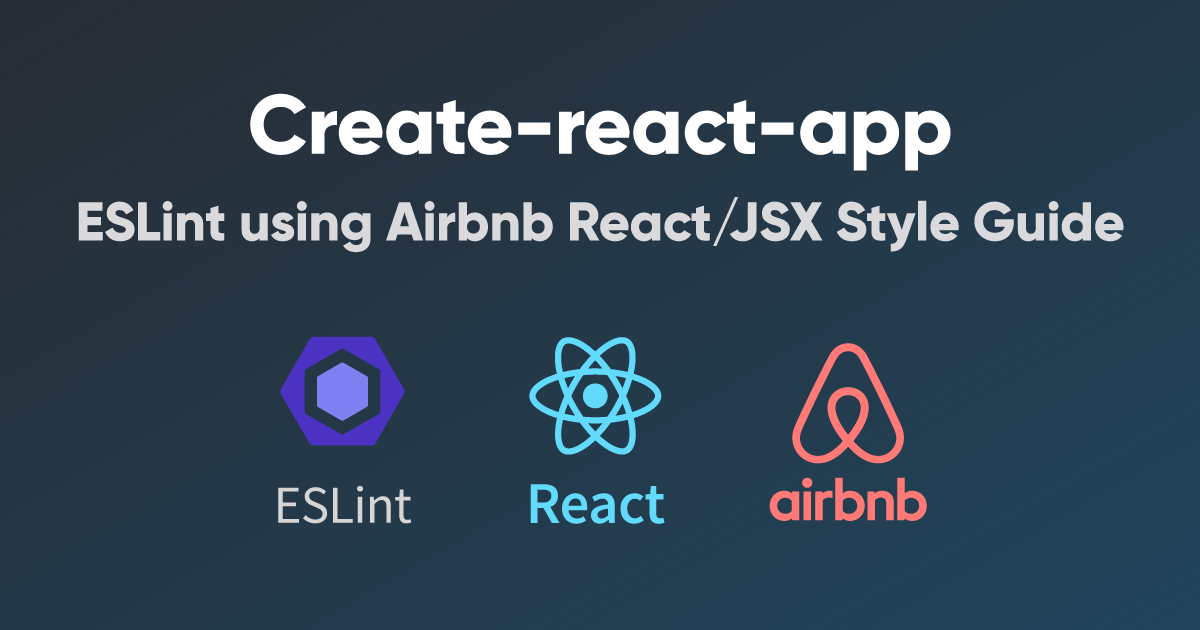 Create-react-app
ESLint using Airbnb React/JSX Style Guide
ESLint
React
airbnb